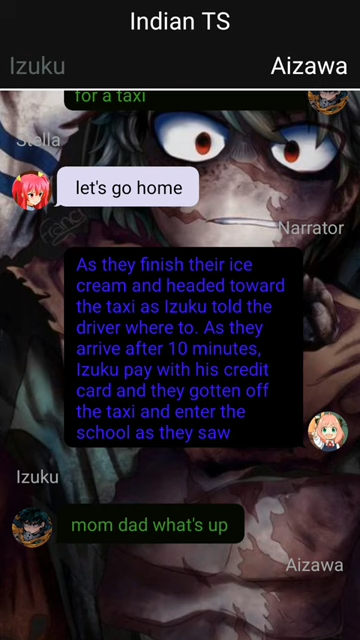 Indian TS
Izuku
Aizawa
for a taxi
Stella
let's go home
Narrator
As they finish their ice
cream and headed toward
the taxi as Izuku told the
driver where to. As they
arrive after 10 minutes,
Izuku pay with his credit
card and they gotten off
the taxi and enter the
school as they saw
Izuku
mom dad what's up
Aizawa